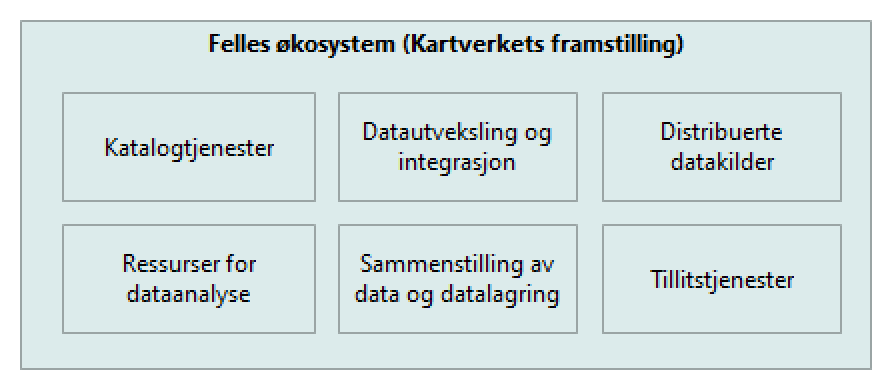 Felles økosystem (Kartverkets framstilling)
Katalogtjenester
Datautveksling og
integrasjon
Distribuerte
datakilder
Ressurser for
dataanalyse
Sammenstilling av
data og datalagring
Tillitstjenester